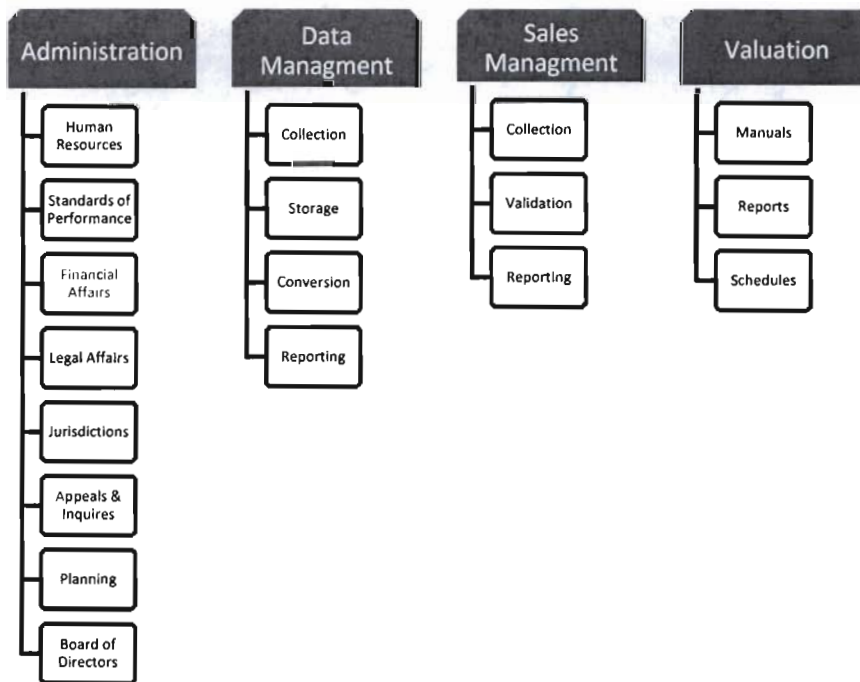 Administration
Human
Resources
Standards of
Performance
Financial
Affairs
Legal Affairs
Jurisdictions
Appeals &
Inquires
Planning
Board of
Directors
Data
Managment
Collection
Storage
Conversion
Reporting
Sales
Managment
Collection
Validation
Reporting
Valuation
Manuals
Reports
Schedules